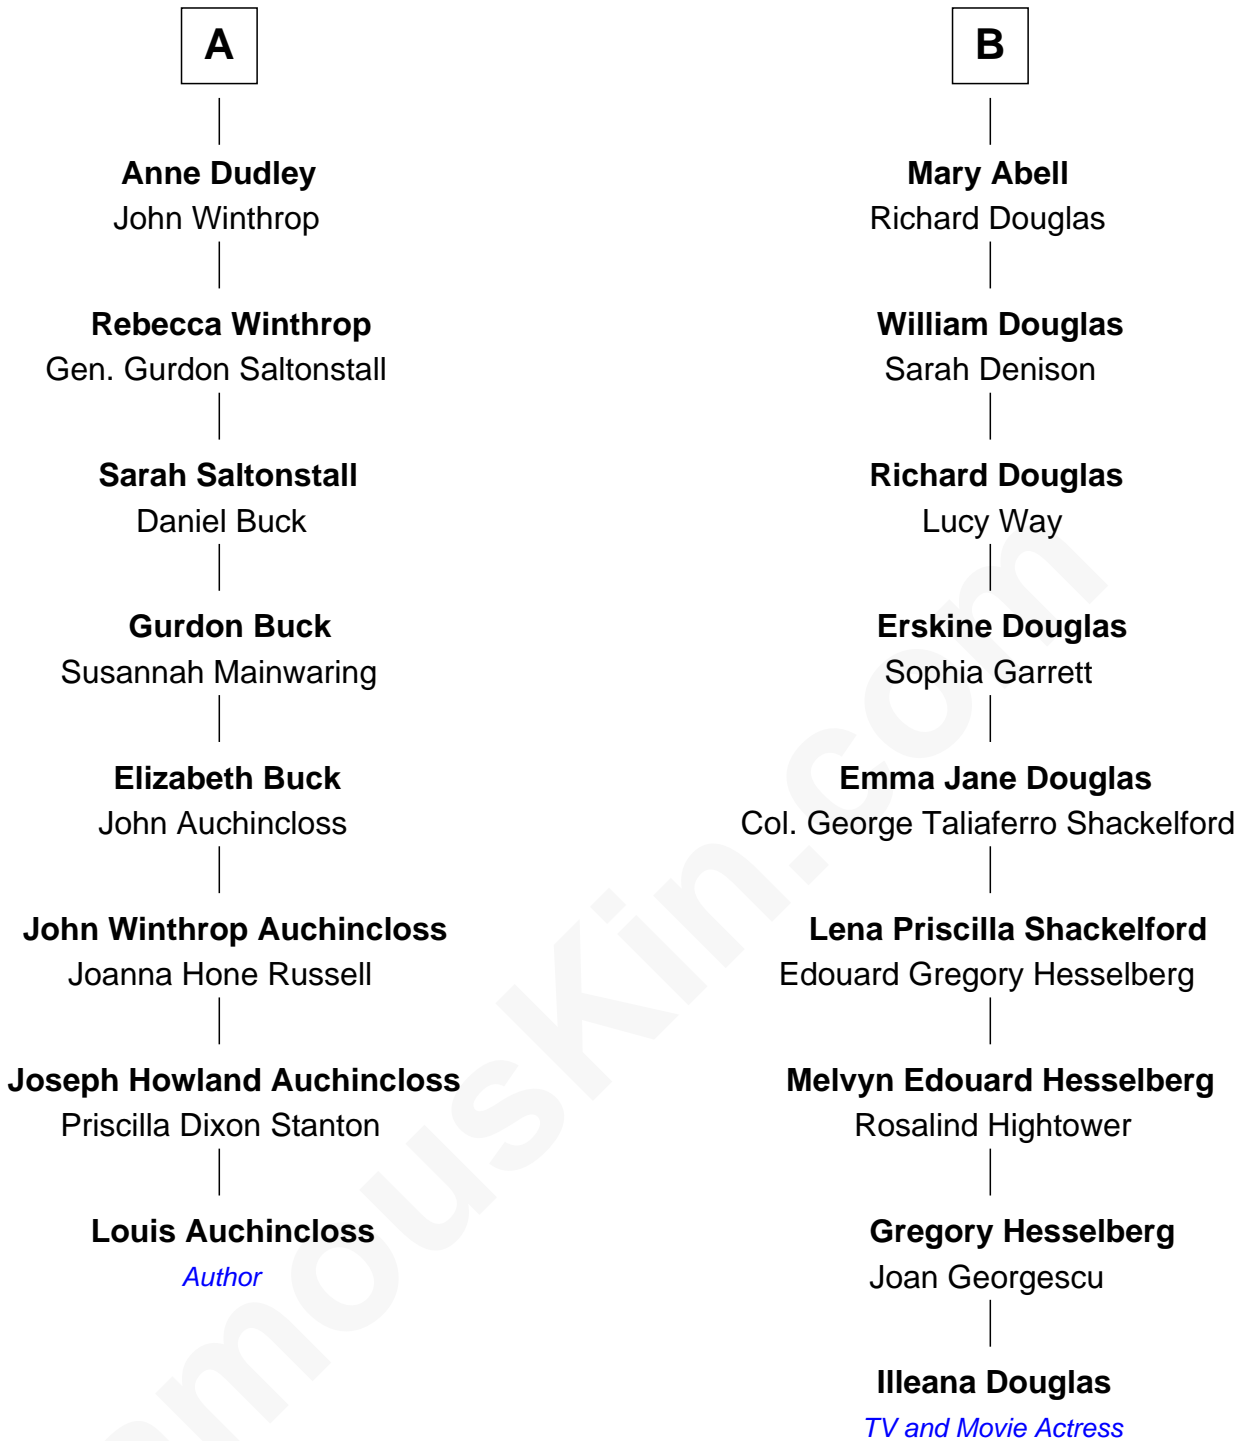 A
Anne Dudley
John Winthrop
Rebecca Winthrop
Gen. Gurdon Saltonstall
Sarah Saltonstall
Daniel Buck
Gurdon Buck
Susannah Mainwaring
Elizabeth Buck
John Auchincloss
John Winthrop Auchincloss
Joanna Hone Russell
Joseph Howland Auchincloss
Priscilla Dixon Stanton
Louis Auchincloss
Author
B
Mary Abell
Richard Douglas
William Douglas
Sarah Denison
Richard Douglas
Lucy Way
Erskine Douglas
Sophia Garrett
Emma Jane Douglas
Col. George Taliaferro Shackelford
Lena Priscilla Shackelford
Edouard Gregory Hesselberg
Melvyn Edouard Hesselberg
Rosalind Hightower
Gregory Hesselberg
Joan Georgescu
Illeana Douglas
TV and Movie Actress
amousKin.com